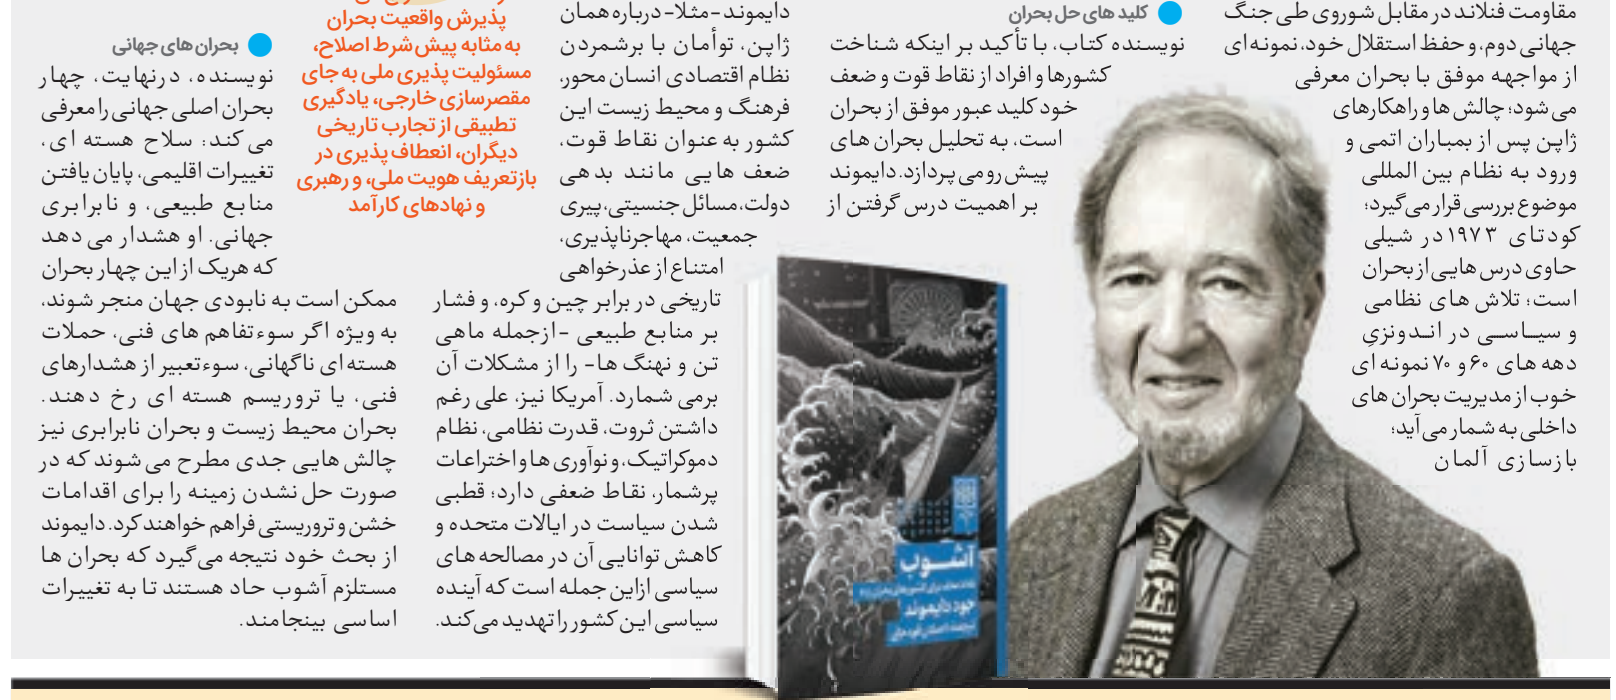 مقاومت فنلاند در مقابل شوروی طی جنگ
جهانی دوم، و حفظ استقلال خود، نمونه‌ای
از مواجهه موفق با بحران معرفی
می‌شود؛ چالش ها و راهکارهای
ژاپن پس از بمباران اتمی و
ورود به نظام بین المللی
موضوع بررسی قرار می‌گیرد؛
کودتای ۱۹۷۳ در شیلی
حاوی درس هایی از بحران
است؛ تلاش های نظامی
و سیاسی در اندونزیِ
دهه های ۶۰ و ۷۰ نمونه ای
خوب از مدیریت بحران های
داخلی به شمار می‌آید؛
بازسازی آلمان
کلید های حل بحران
نویسنده کتاب، با تأکید بر اینکه شناخت
کشورها و افراد از نقاط قوت و ضعف
خود کلید عبور موفق از بحران
است، به تحلیل بحران های
پیش رو می پردازد. دایموند
بر اهمیت درس گرفتن از
آشوب
جرد دایموند
دایموند -مثلا- درباره همان
ژاپن، توأمان با برشمردن
نظام اقتصادی انسان محور،
فرهنگ و محیط زیست این
کشور به عنوان نقاط قوت،
ضعف هایی مانند بدهی
دولت، مسائل جنسیتی، پیری
جمعیت، مهاجرناپذیری،
امتناع از عذرخواهی
تاریخی در برابر چین و کره، و فشار
بر منابع طبیعی -ازجمله ماهی
تن و نهنگ ها- را از مشکلات آن
برمی شمارد. آمریکا نیز، علی رغم
داشتن ثروت، قدرت نظامی، نظام
دموکراتیک، و نوآوری ها و اختراعات
پرشمار، نقاط ضعفی دارد؛ قطبی
شدن سیاست در ایالات متحده و
کاهش توانایی آن در مصالحه های
سیاسی ازاین جمله است که آینده
سیاسی این کشور را تهدید می‌کند.
پذیرش واقعیت بحران
به مثابه پیش شرط اصلاح،
مسئولیت پذیری ملی به جای
مقصرسازی خارجی، یادگیری
تطبیقی از تجارب تاریخی
دیگران، انعطاف پذیری در
بازتعریف هویت ملی، و رهبری
و نهادهای کارآمد
بحران های جهانی
نویسنده، درنهایت، چهار
بحران اصلی جهانی را معرفی
می کند: سلاح هسته ای،
تغییرات اقلیمی، پایان یافتن
منابع طبیعی، و نابرابری
جهانی. او هشدار می دهد
که هریک از این چهار بحران
ممکن است به نابودی جهان منجر شوند،
به ویژه اگر سوءتفاهم های فنی، حملات
هسته ای ناگهانی، سوءتعبیر از هشدارهای
فنی، یا تروریسم هسته ای رخ دهند.
بحران محیط زیست و بحران نابرابری نیز
چالش هایی جدی مطرح می شوند که در
صورت حل نشدن زمینه را برای اقدامات
خشن و تروریستی فراهم خواهند کرد. دایموند
از بحث خود نتیجه می‌گیرد که بحران ها
مستلزم آشوب حاد هستند تا به تغییرات
اساسی بینجامند.